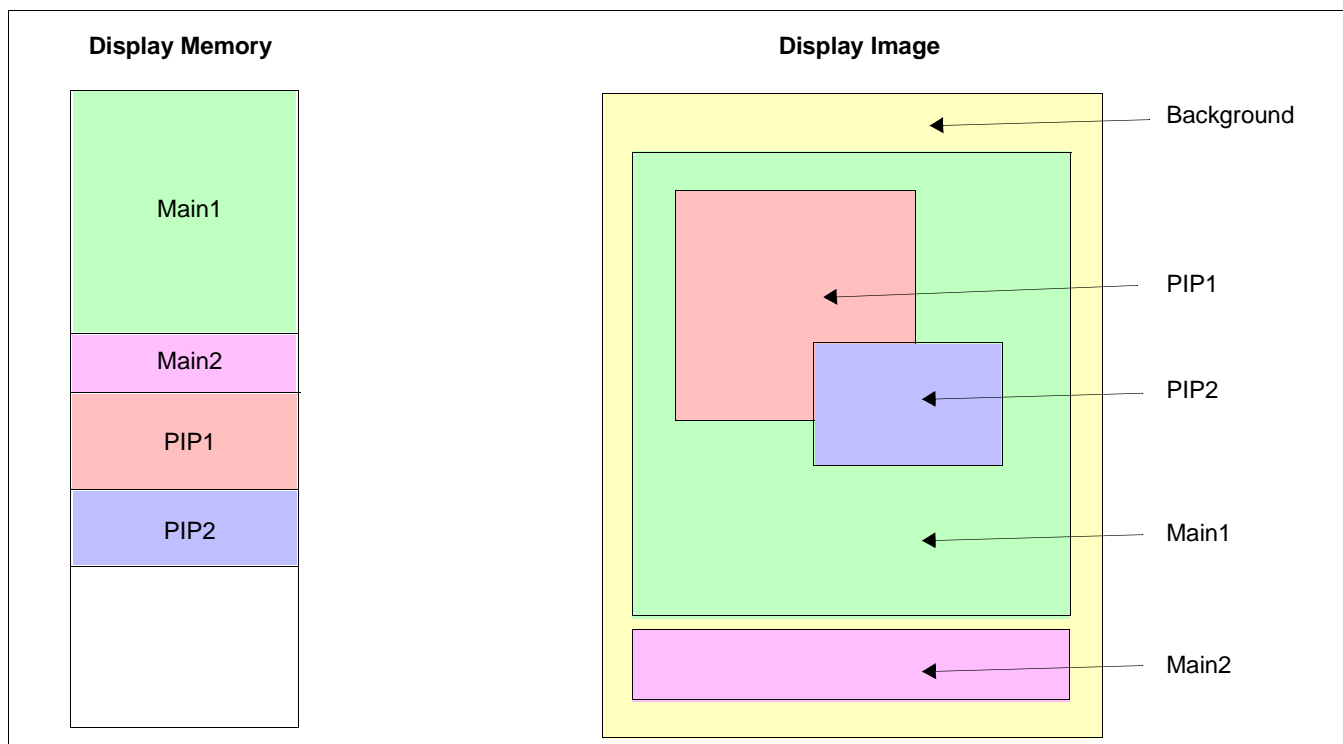 Display Memory
Main1
Main2
PIP1
PIP2
Display Image
Background
PIP1
PIP2
Main1
Main2